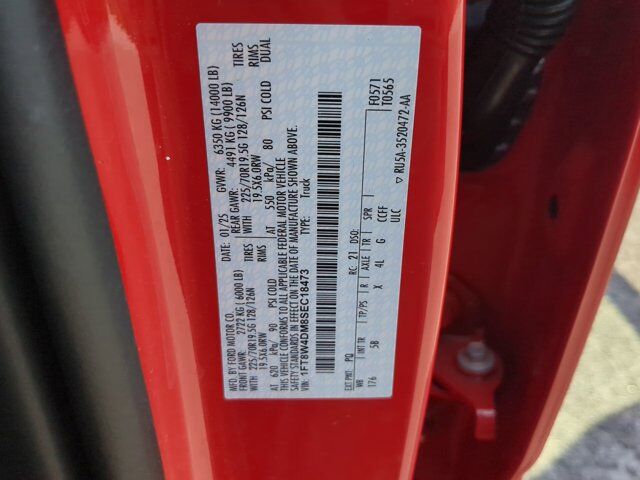 MFD. BY FORD MOTOR CO.
DATE: 01/25 GVWR: 6350 KG (14000 LB)
FRONT GAWR: 2722 KG (6000 LB) REAR GAWR: 4491 KG ( 9900 LB)
WITH 225/70R19.5G 128/126N TIRES WITH 225/70R19.5G 128/126N TIRES
19.5X6.0RW RIMS 19.5X6.0RW RIMS
AT 620 kPa/ 90 PSI COLD AT 550 kPa/ 80 PSI COLD DUAL
THIS VEHICLE CONFORMS TO ALL APPLICABLE FEDERAL MOTOR VEHICLE
SAFETY STANDARDS IN EFFECT ON THE DATE OF MANUFACTURE SHOWN ABOVE.
VIN: 1FT8W4DM8SEC18473 TYPE: Truck
F0571
T0565
EXT PNT: PQ RC: 21 DSO:
WB INT TR TP/PS R AXLE TR SPR
176 5B X 4L G CCFF
ULC
RU5A-3520472-AA